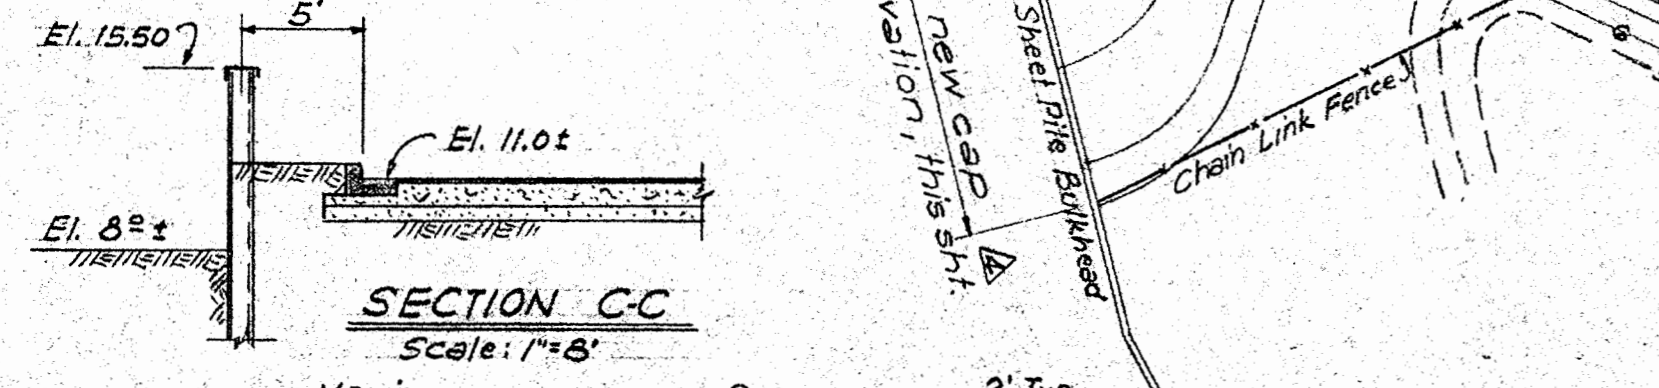 5'
El. 15.50
El. 11.0±
El. 8º ±
SECTION C-C
Scale: 1"=8'
new cap
vation, this sht.
4
Sheet Pile Bulkhead
Chain Link Fence